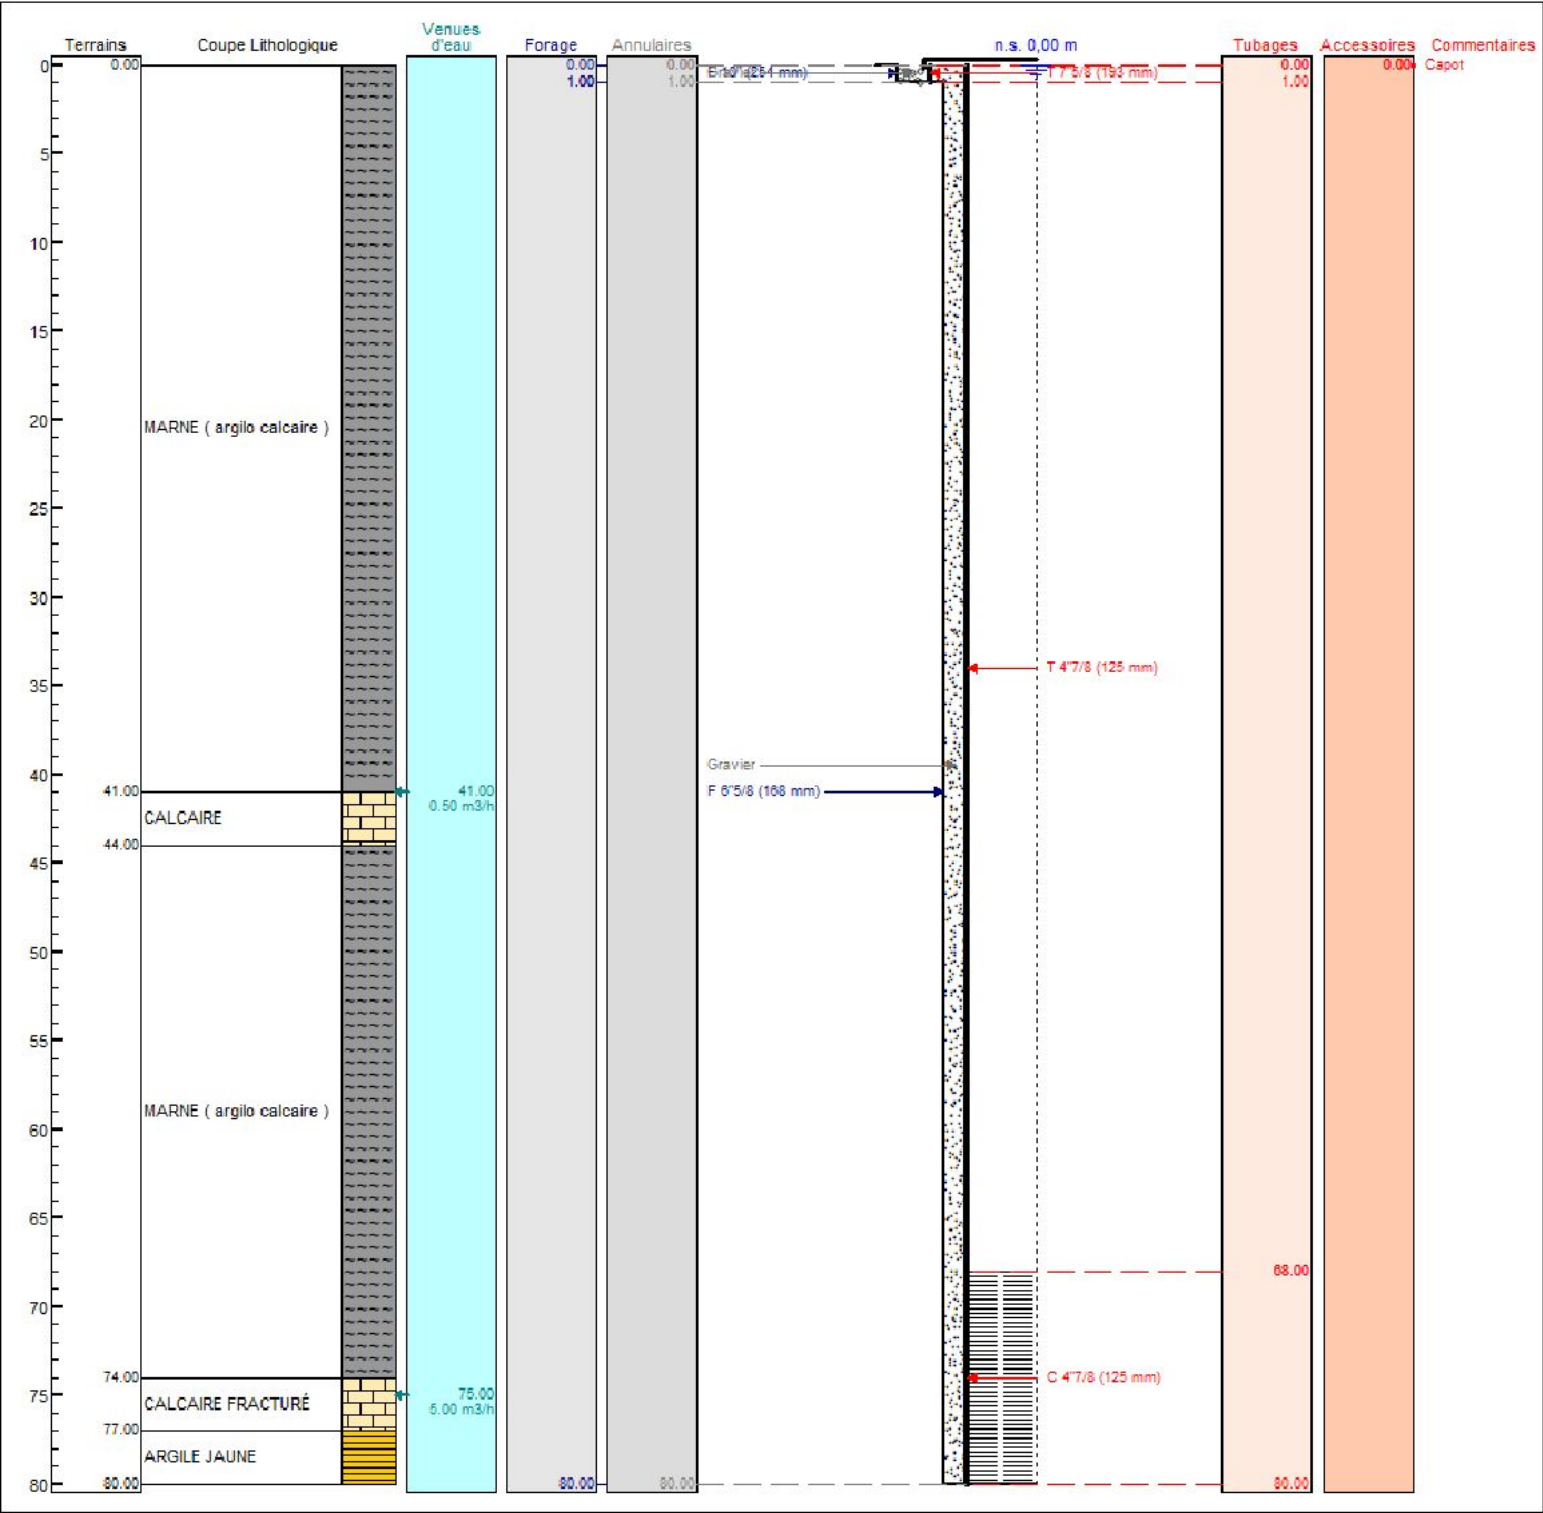 Terrains Coupe Lithologique Venues d'eau Forage Annulaires n.s. 0,00 m Tubages Accessoires Commentaires
0 0.00 0.00 0.00 0.00 0.00 Capot
1.00 1.00 T 7"5/8 (193 mm) 1.00
5
10
15
20
MARNE ( argilo calcaire )
25
30
T 4"7/8 (125 mm)
35
Gravier
40
41.00 41.00 F 6"5/8 (168 mm)
0.50 m3/h
CALCAIRE
44.00
45
50
55
MARNE ( argilo calcaire )
60
65
68.00
70
74.00 C 4"7/8 (125 mm)
75 75.00
CALCAIRE FRACTURÉ m3/h
77.00
ARGILE JAUNE
80 80.00 80.00 80.00 80.00